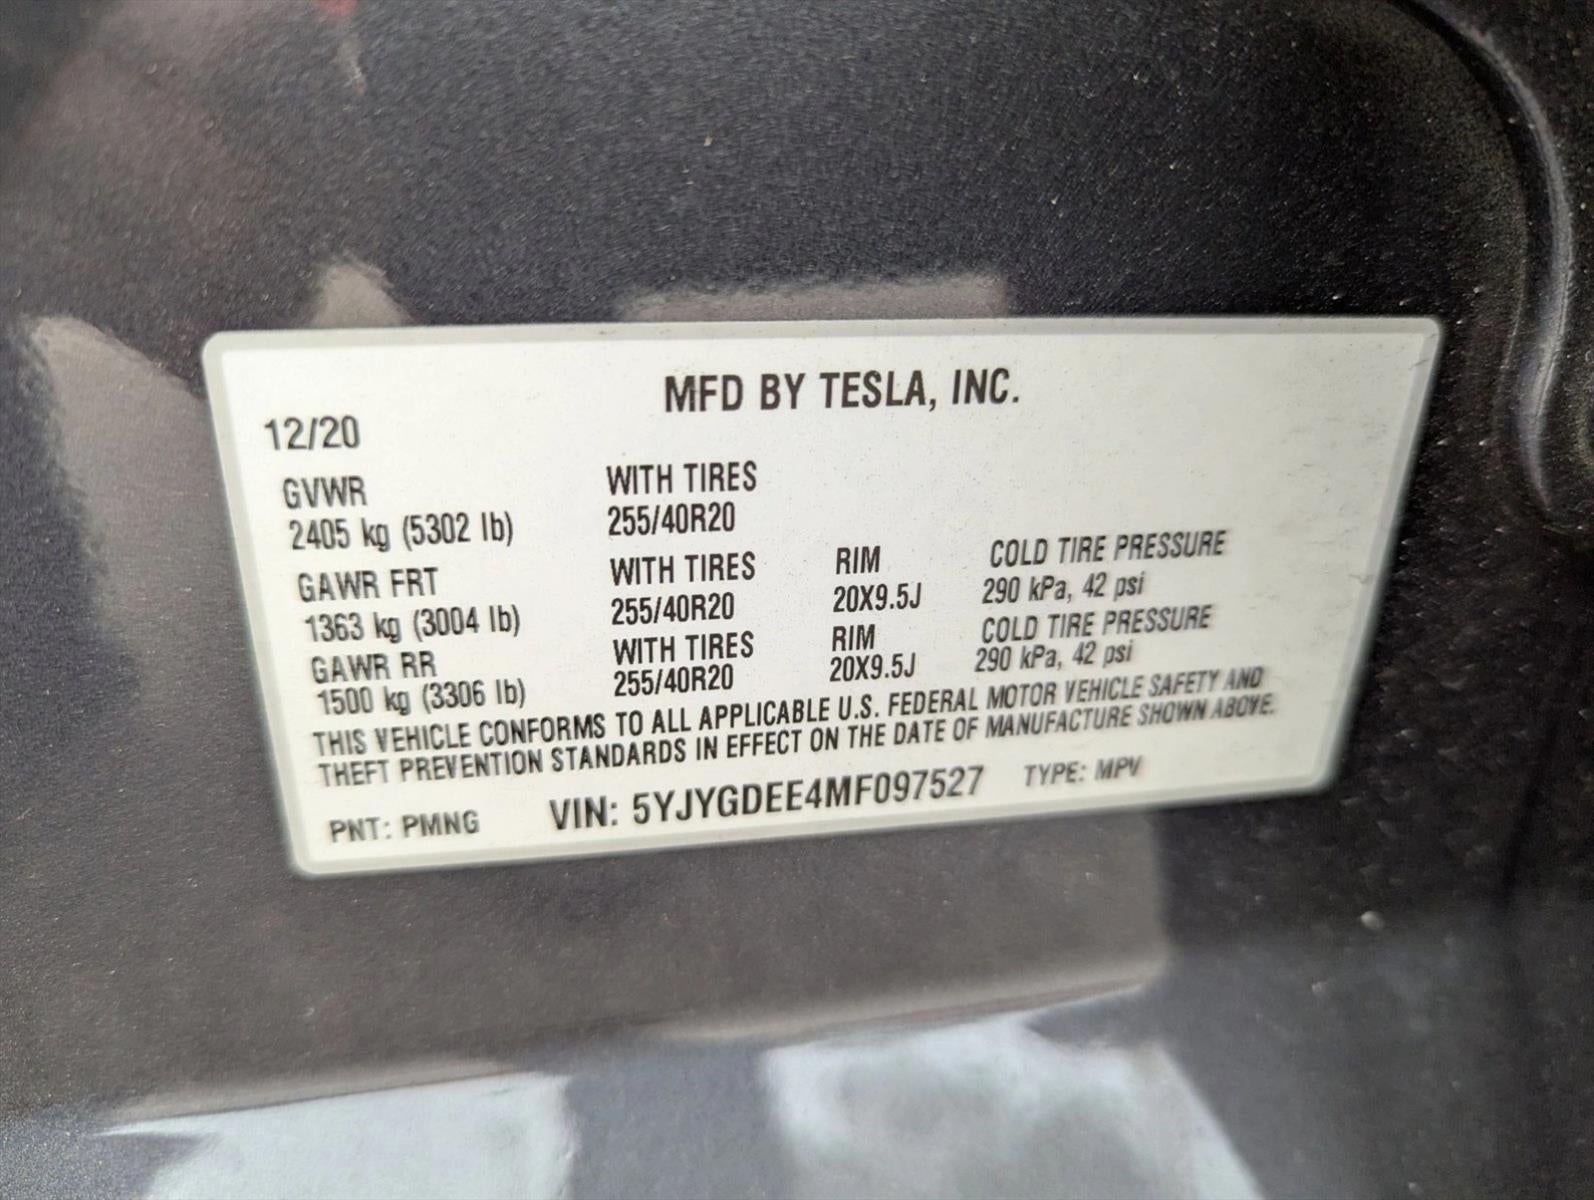 MFD BY TESLA, INC.
12/20
GVWR WITH TIRES
2405 kg (5302 lb) 255/40R20
GAWR FRT WITH TIRES RIM COLD TIRE PRESSURE
1363 kg (3004 lb) 255/40R20 20X9.5J 290 kPa, 42 psi
GAWR RR WITH TIRES RIM COLD TIRE PRESSURE
1500 kg (3306 lb) 255/40R20 20X9.5J 290 kPa, 42 psi
THIS VEHICLE CONFORMS TO ALL APPLICABLE U.S. FEDERAL MOTOR VEHICLE SAFETY AND
THEFT PREVENTION STANDARDS IN EFFECT ON THE DATE OF MANUFACTURE SHOWN ABOVE.
PNT: PMNG VIN: 5YJYGDEE4MF097527 TYPE: MPV